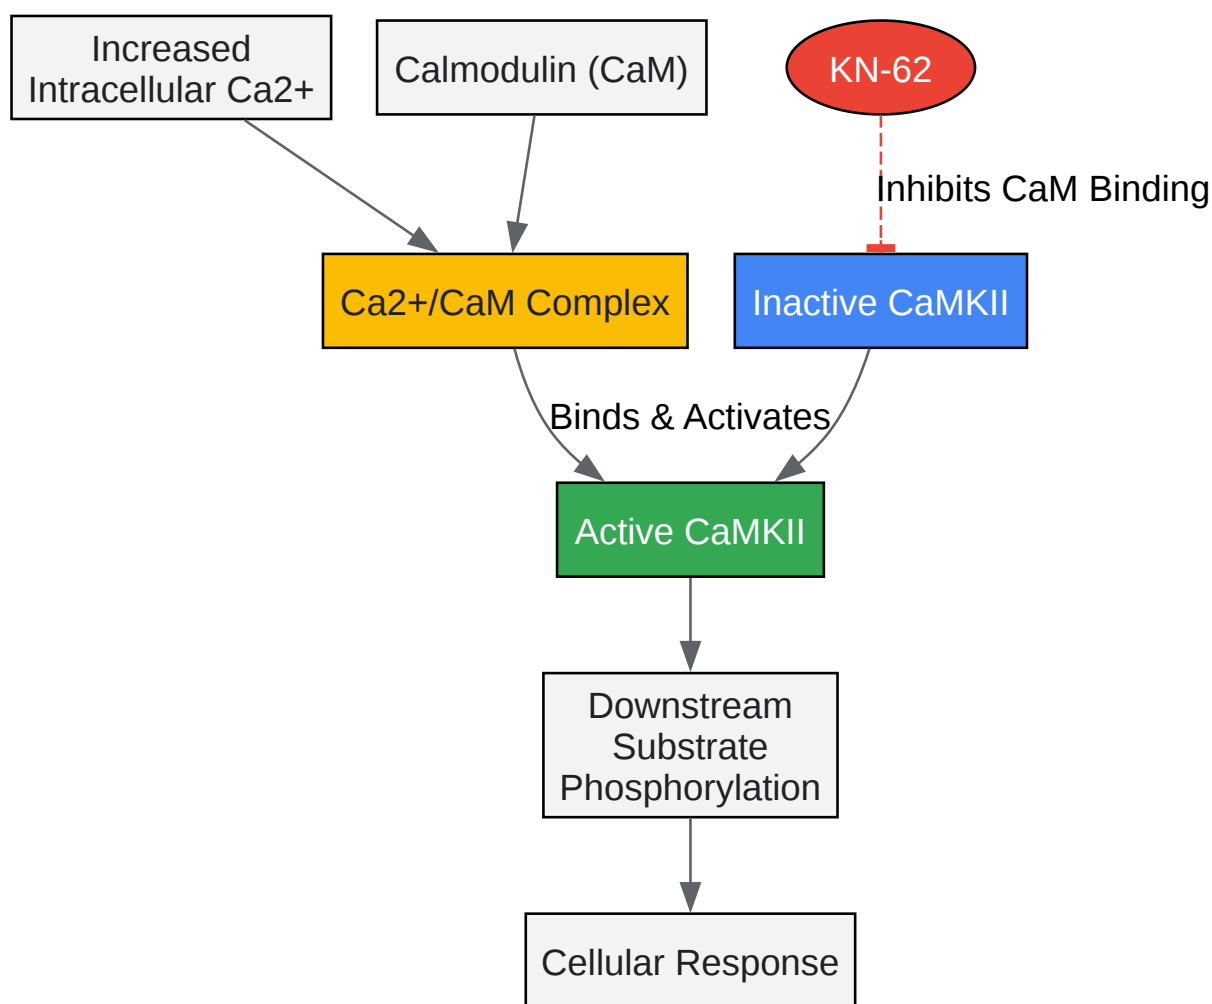 Increased
Intracellular Ca2+
Calmodulin (CaM)
KN-62
Inhibits CaM Binding
Ca2+/CaM Complex
Inactive CaMKII
Binds & Activates
Active CaMKII
Downstream
Substrate
Phosphorylation
Cellular Response